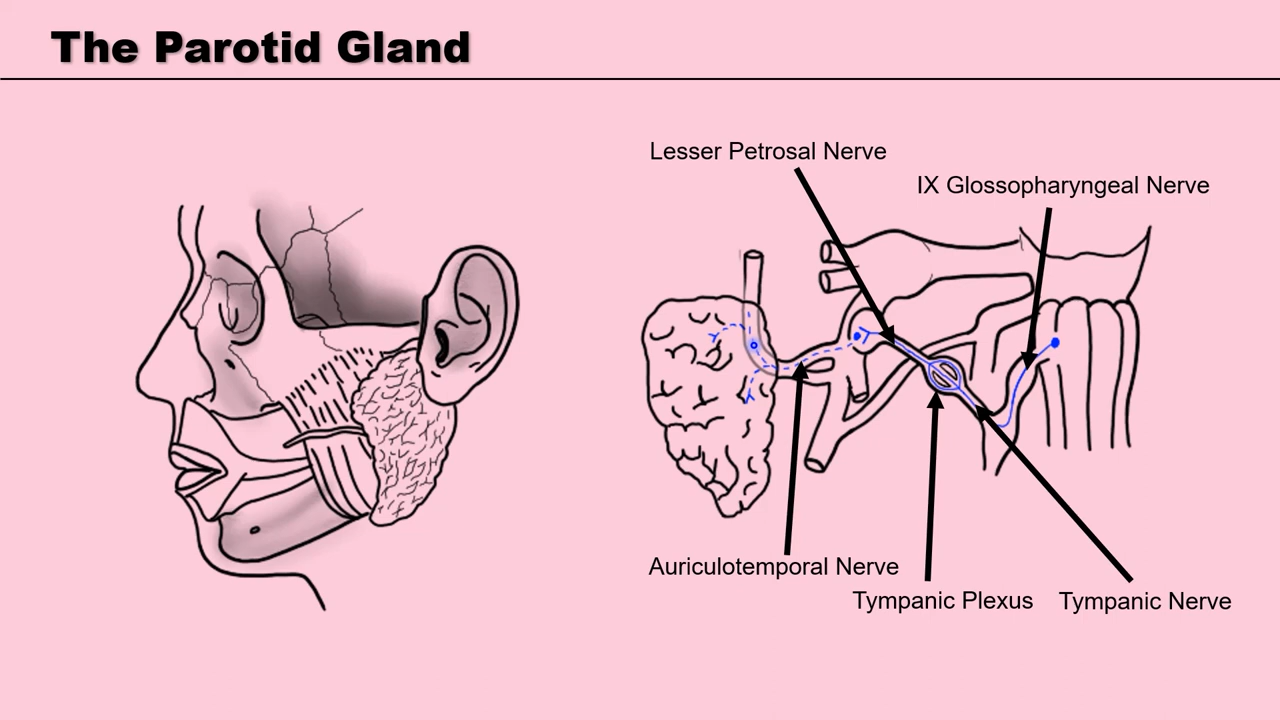 The Parotid Gland
Lesser Petrosal Nerve
IX Glossopharyngeal Nerve
Auriculotemporal Nerve
Tympanic Plexus
Tympanic Nerve